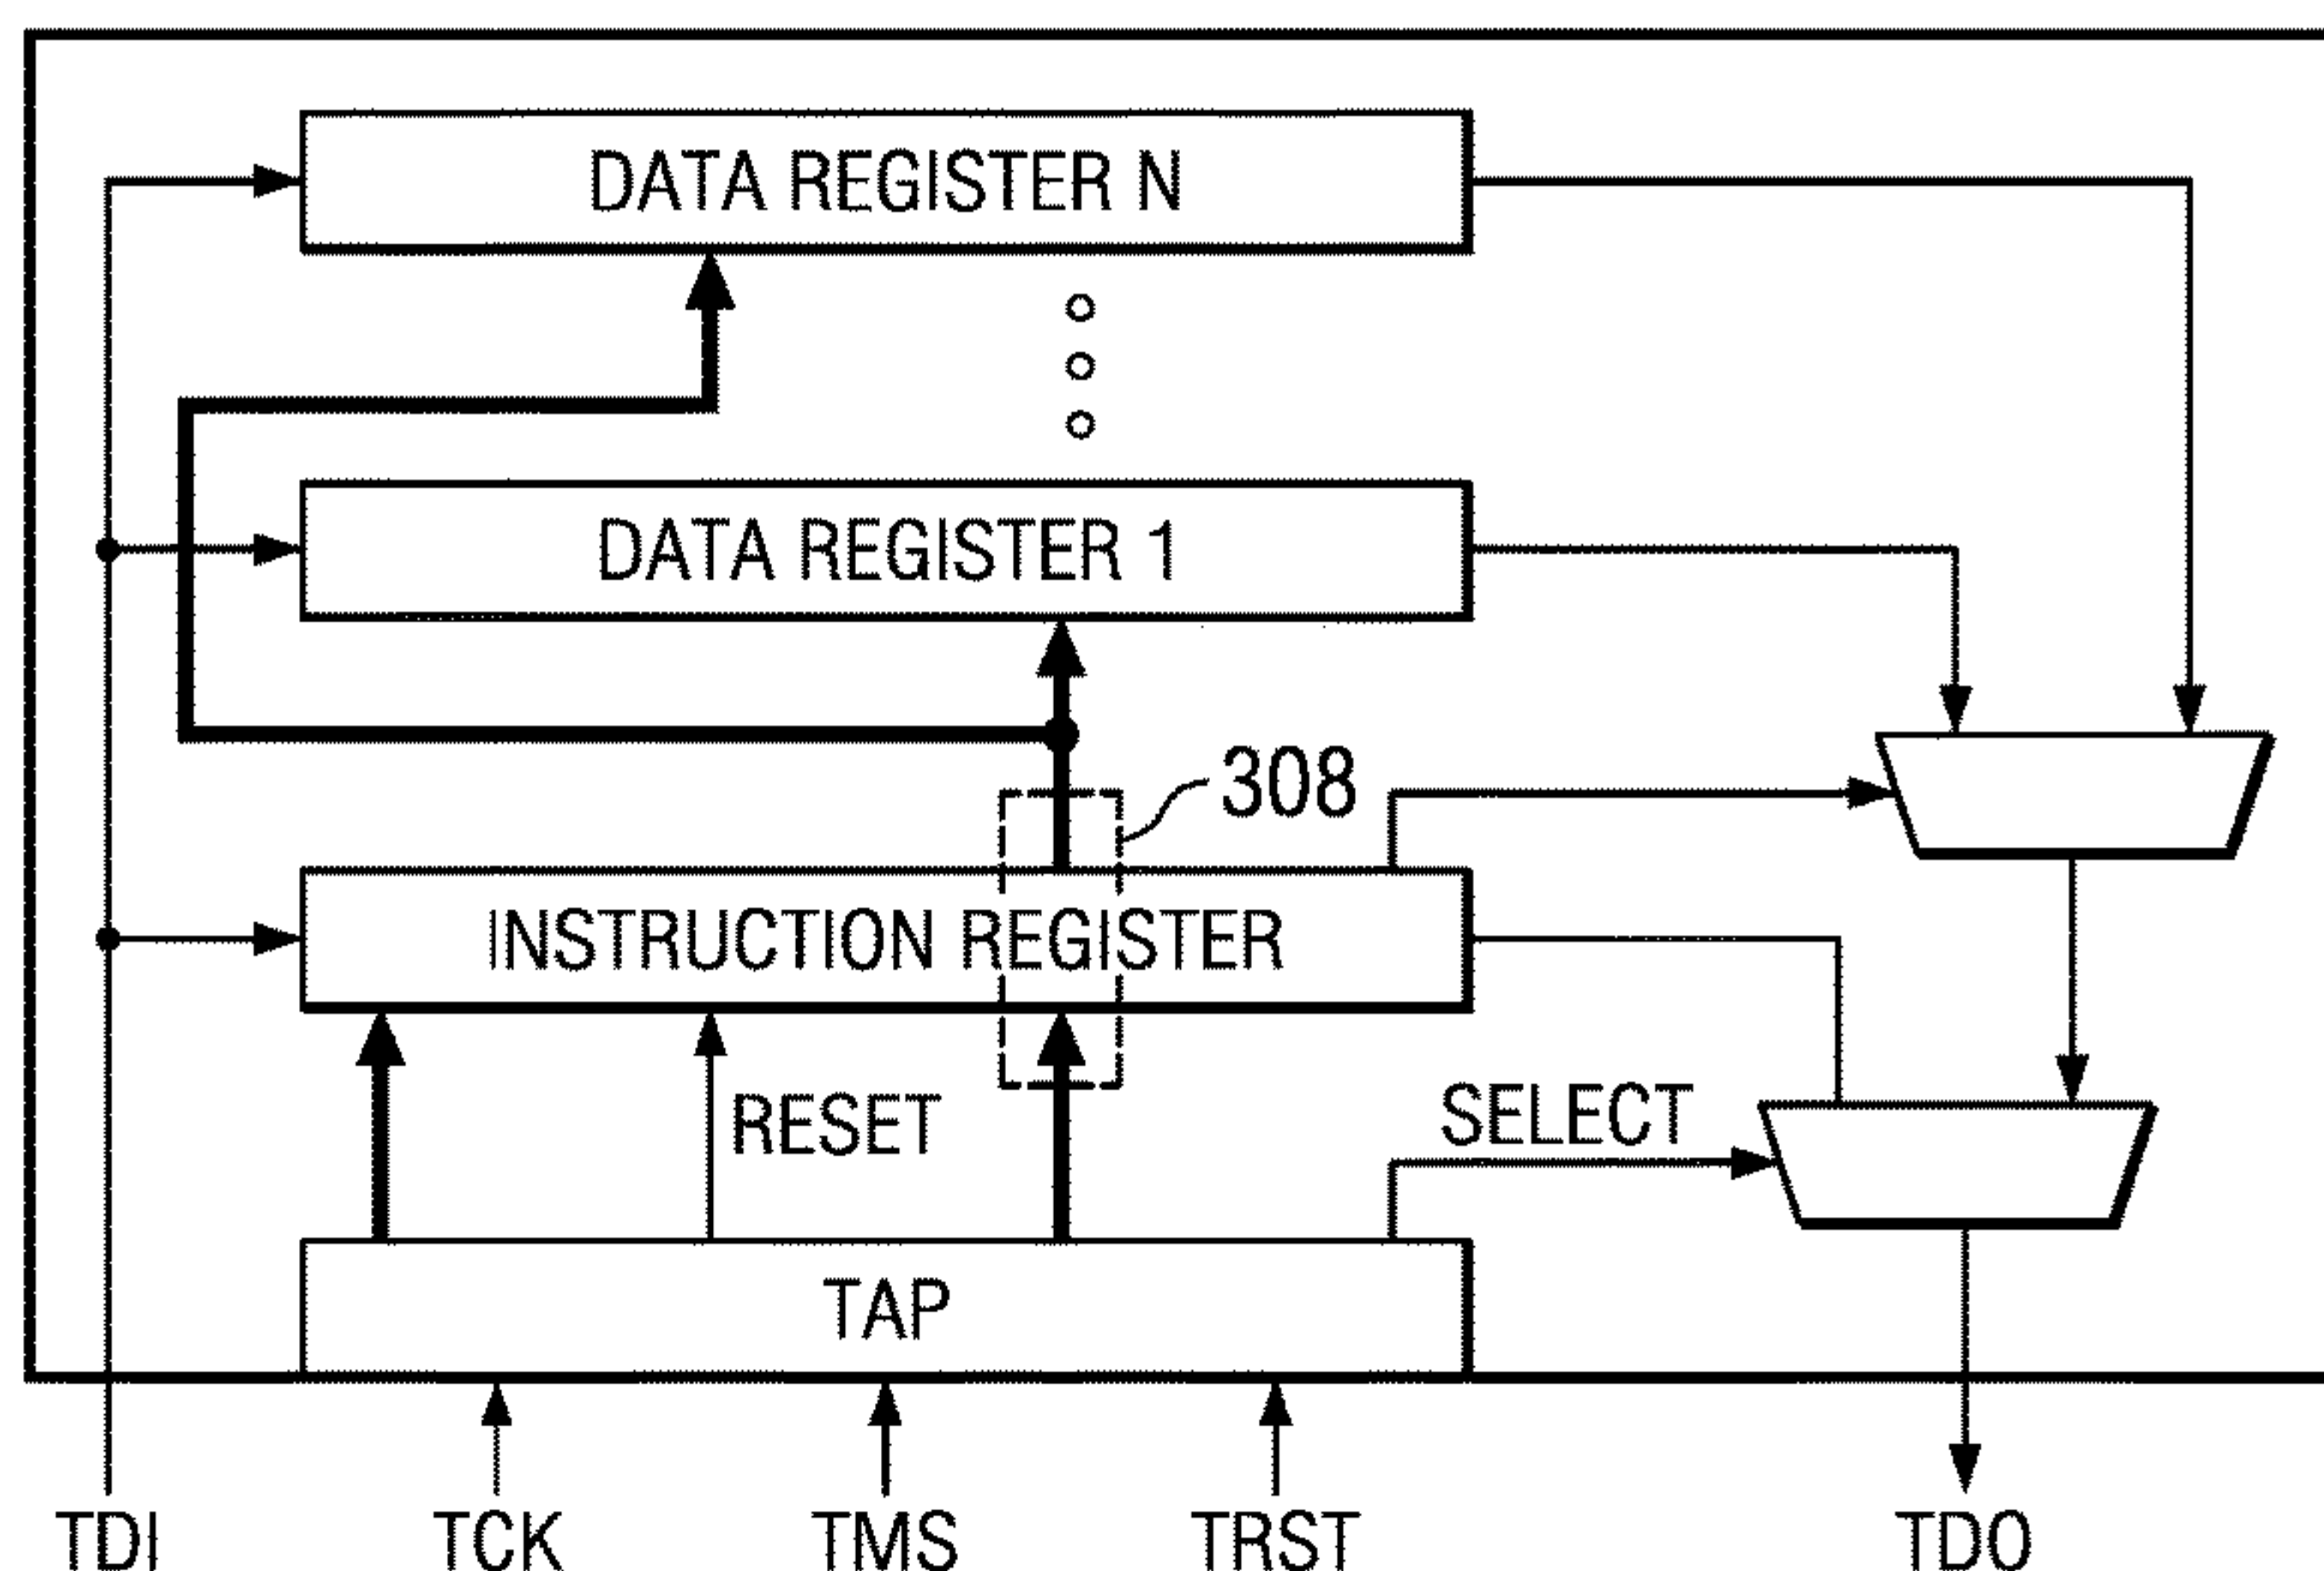 DATA REGISTER N
DATA REGISTER 1
308
INSTRUCTION REGISTER
RESET
SELECT
TAP
TDI TCK TMS TRST TDO